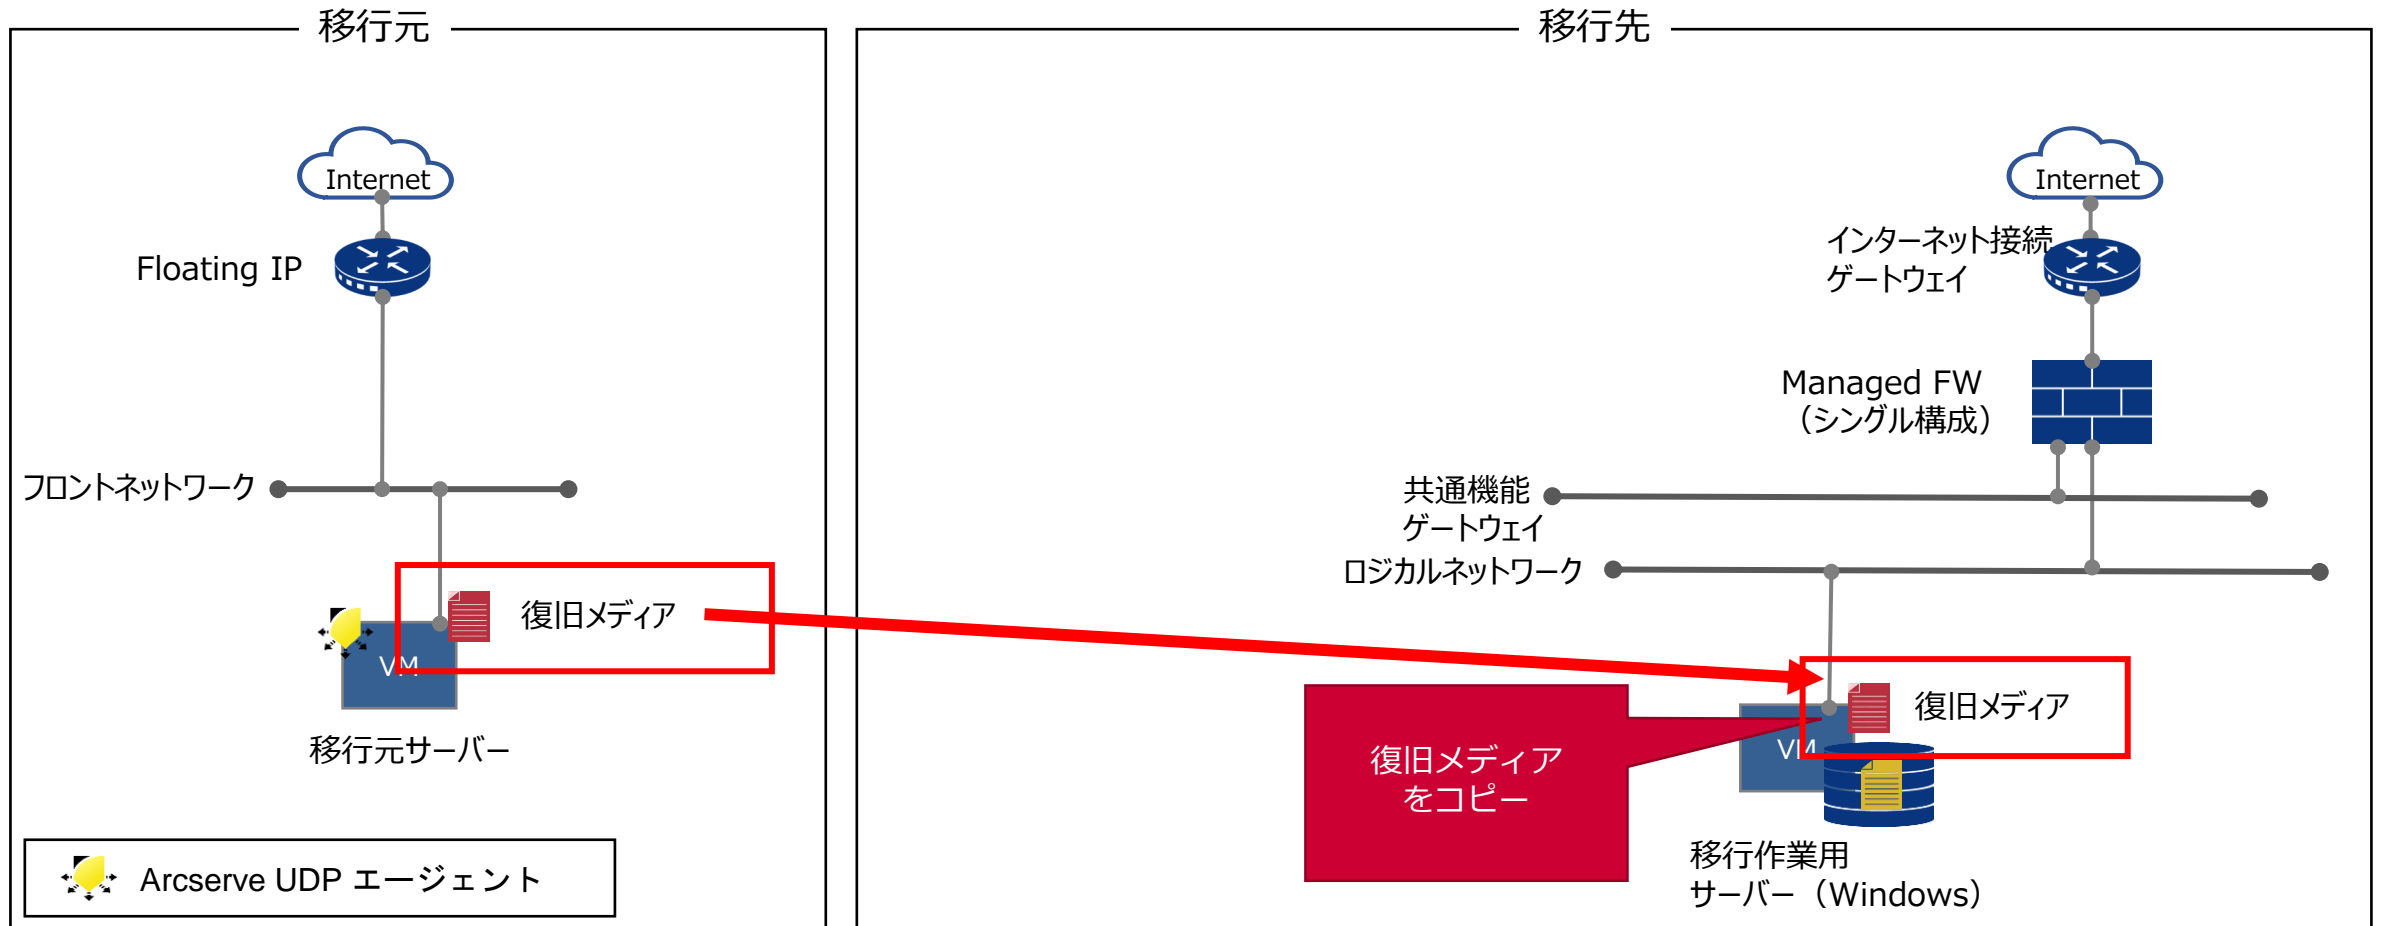 移行元
Internet
Floating IP
フロントネットワーク
復旧メディア
VM
移行元サーバー
Arcserve UDP エージェント
移行先
Internet
インターネット接続
ゲートウェイ
Managed FW
（シングル構成）
共通機能
ゲートウェイ
ロジカルネットワーク
復旧メディア
VM
復旧メディア
をコピー
移行作業用
サーバー（Windows）